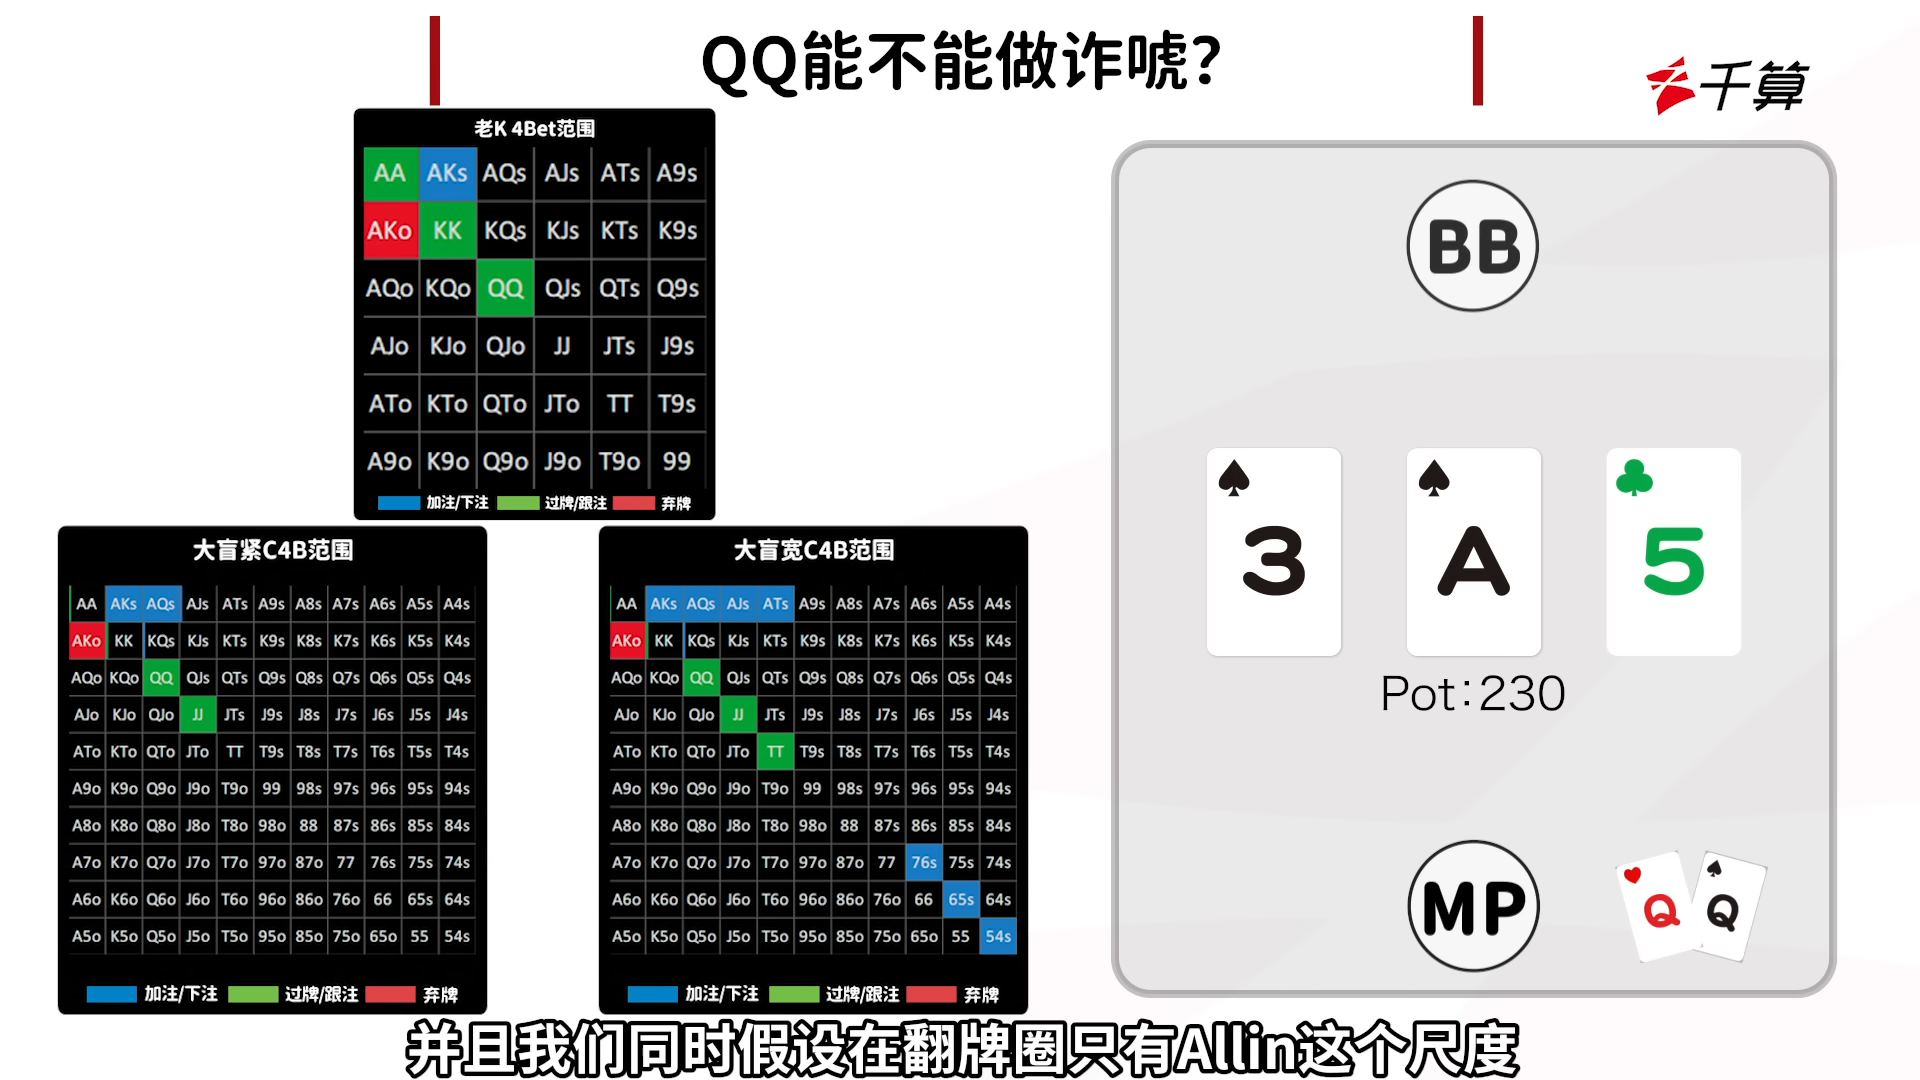 QQ能不能做诈唬？
千算
老K 4Bet范围
AA AKs AQs AJs ATs A9s
AKo KK KQs KJs KTs K9s
AQo KQo QQ QJs QTs Q9s
AJo KJo QJo JJ JTs J9s
ATo KTo QTo JTo TT T9s
A9o K9o Q9o J9o T9o 99
加注/下注 过牌/跟注 弃牌
大盲紧C4B范围
AA AKs AQs AJs ATs A9s A8s A7s A6s A5s A4s
AKo KK KQs KJs KTs K9s K8s K7s K6s K5s K4s
AQo KQo QQ QJs QTs Q9s Q8s Q7s Q6s Q5s Q4s
AJo KJo QJo JJ JTs J9s J8s J7s J6s J5s J4s
ATo KTo QTo JTo TT T9s T8s T7s T6s T5s T4s
A9o K9o Q9o J9o T9o 99 98s 97s 96s 95s 94s
A8o K8o Q8o J8o T8o 98o 88 87s 86s 85s 84s
A7o K7o Q7o J7o T7o 97o 87o 77 76s 75s 74s
A6o K6o Q6o J6o T6o 96o 86o 76o 66 65s 64s
A5o K5o Q5o J5o T5o 95o 85o 75o 65o 55 54s
加注/下注 过牌/跟注 弃牌
大盲宽C4B范围
AA AKs AQs AJs ATs A9s A8s A7s A6s A5s A4s
AKo KK KQs KJs KTs K9s K8s K7s K6s K5s K4s
AQo KQo QQ QJs QTs Q9s Q8s Q7s Q6s Q5s Q4s
AJo KJo QJo JJ JTs J9s J8s J7s J6s J5s J4s
ATo KTo QTo JTo TT T9s T8s T7s T6s T5s T4s
A9o K9o Q9o J9o T9o 99 98s 97s 96s 95s 94s
A8o K8o Q8o J8o T8o 98o 88 87s 86s 85s 84s
A7o K7o Q7o J7o T7o 97o 87o 77 76s 75s 74s
A6o K6o Q6o J6o T6o 96o 86o 76o 66 65s 64s
A5o K5o Q5o J5o T5o 95o 85o 75o 65o 55 54s
加注/下注 过牌/跟注 弃牌
BB
3 A 5
Pot:230
MP
Q Q
并且我们同时假设在翻牌圈只有Allin这个尺度